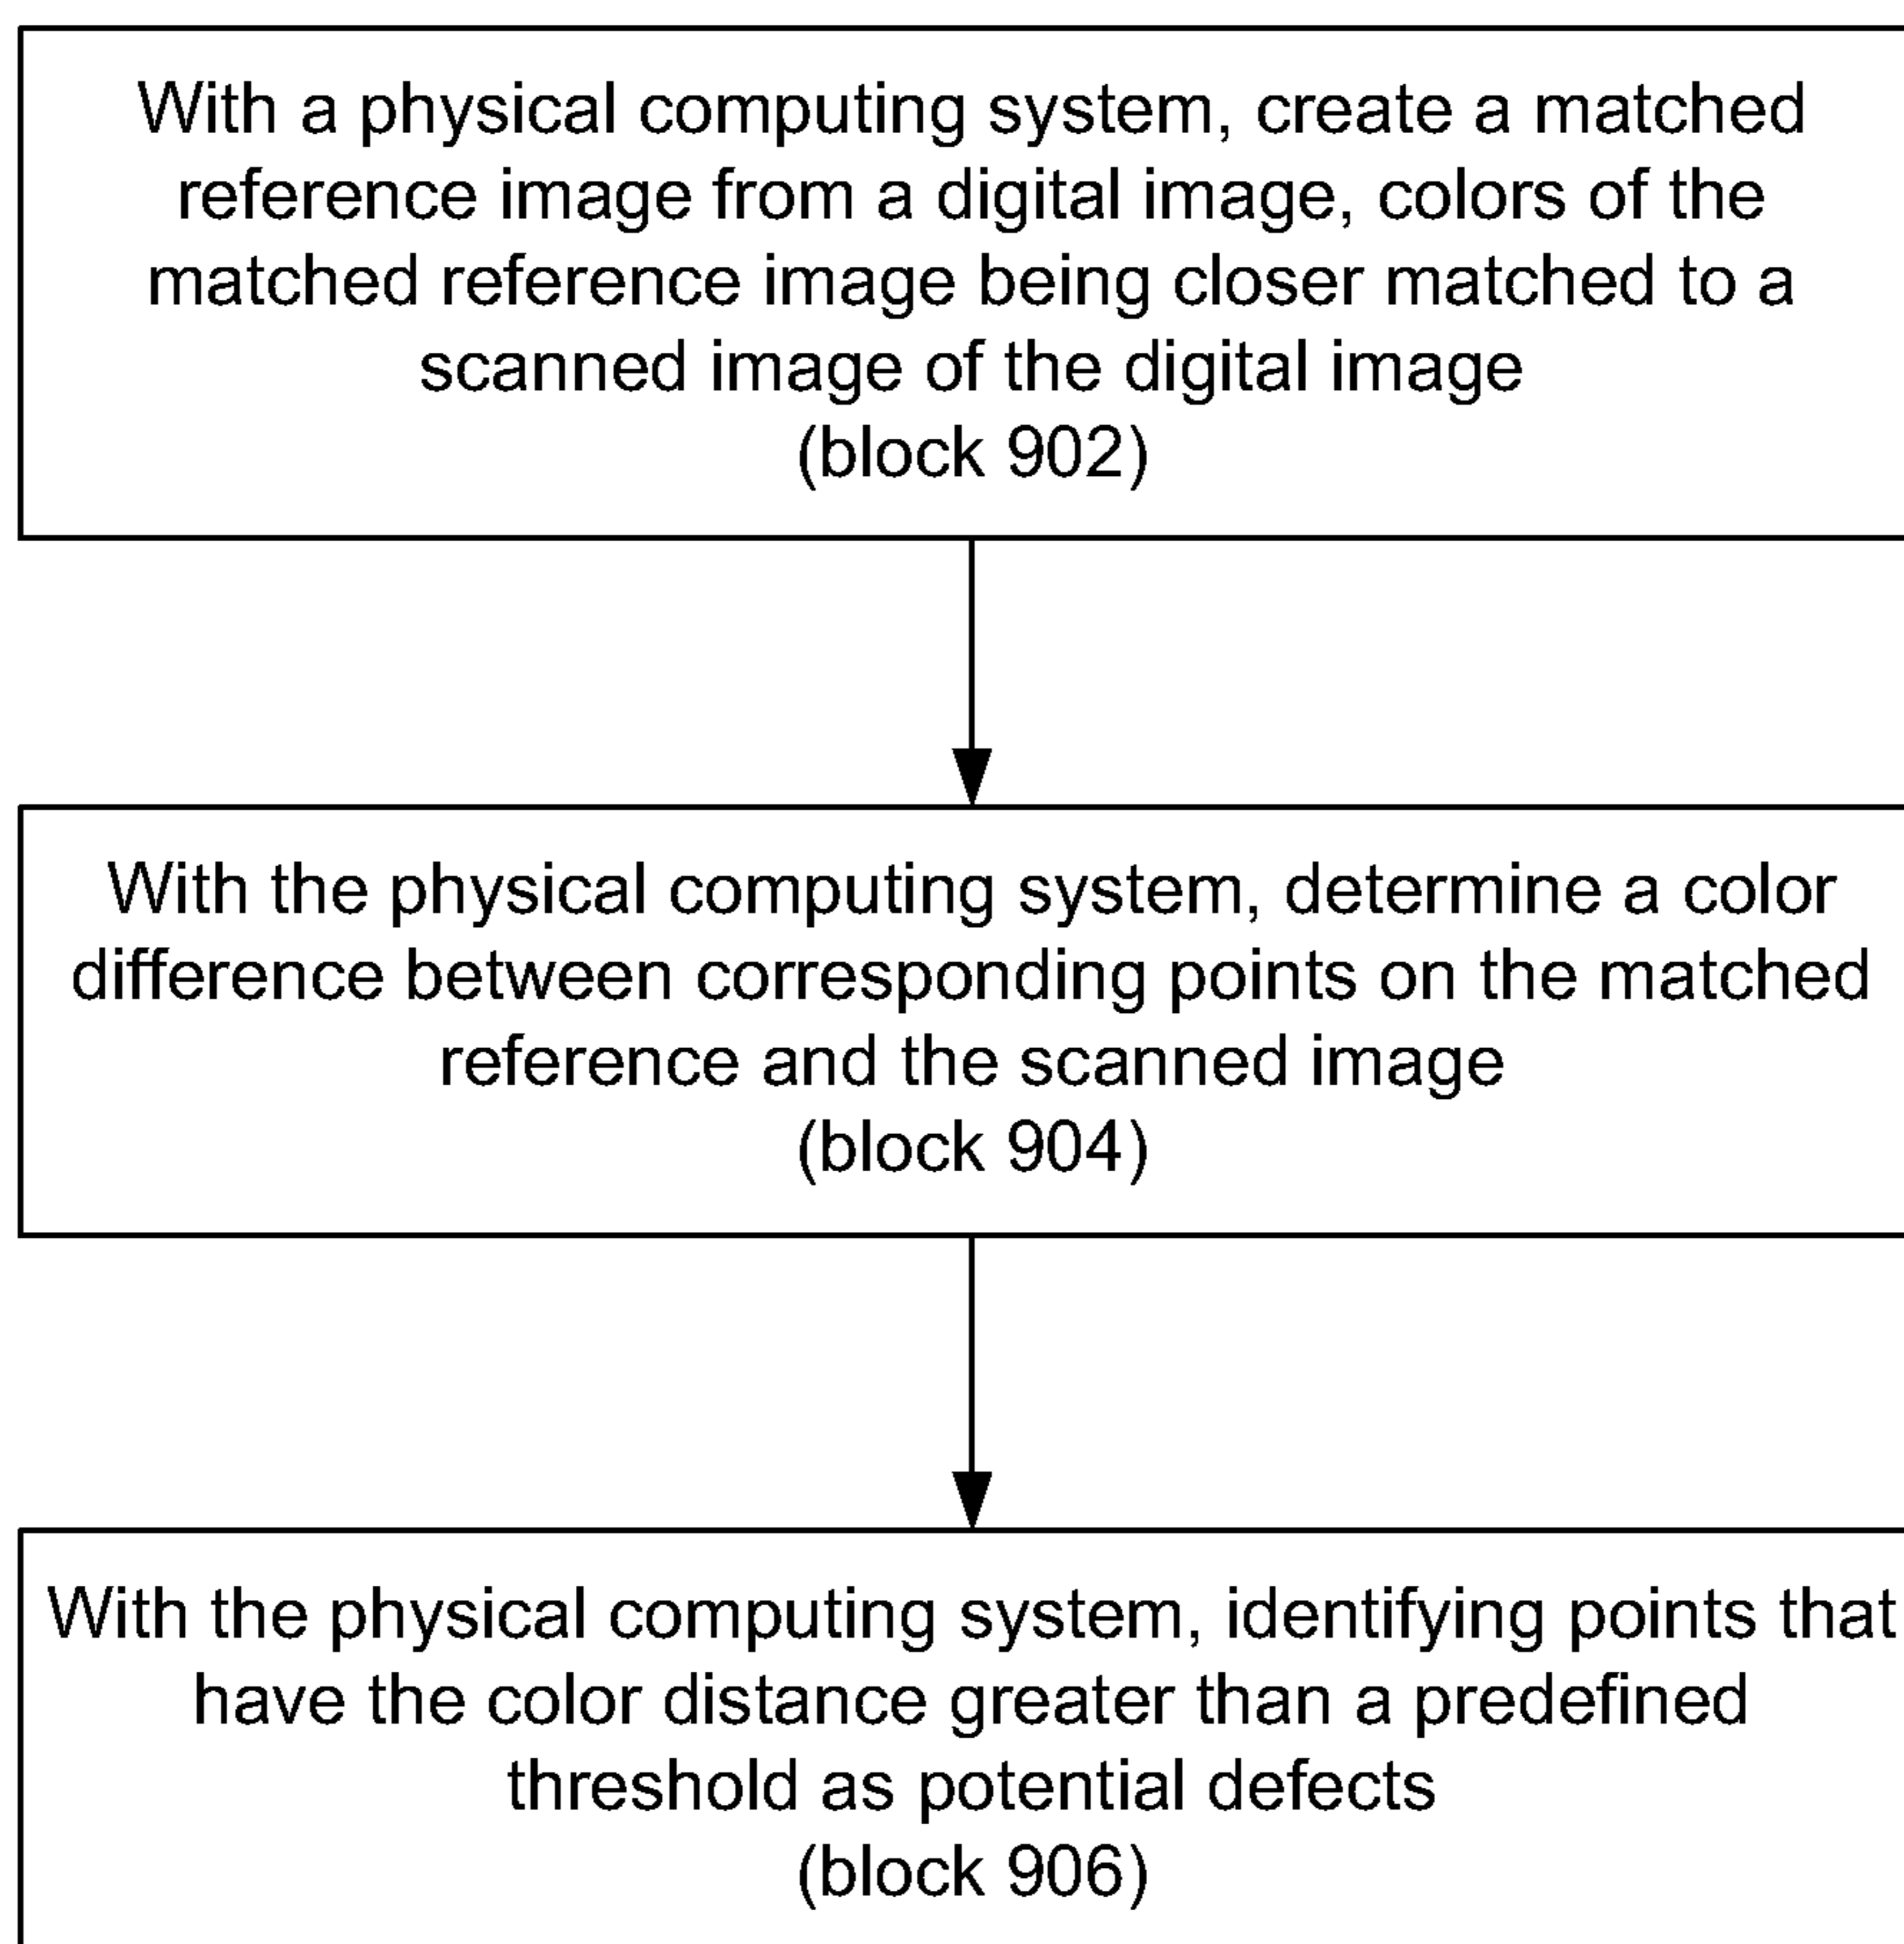 With a physical computing system, create a matched
reference image from a digital image, colors of the
matched reference image being closer matched to a
scanned image of the digital image
(block 902)
With the physical computing system, determine a color
difference between corresponding points on the matched
reference and the scanned image
(block 904)
With the physical computing system, identifying points that
have the color distance greater than a predefined
threshold as potential defects
(block 906)